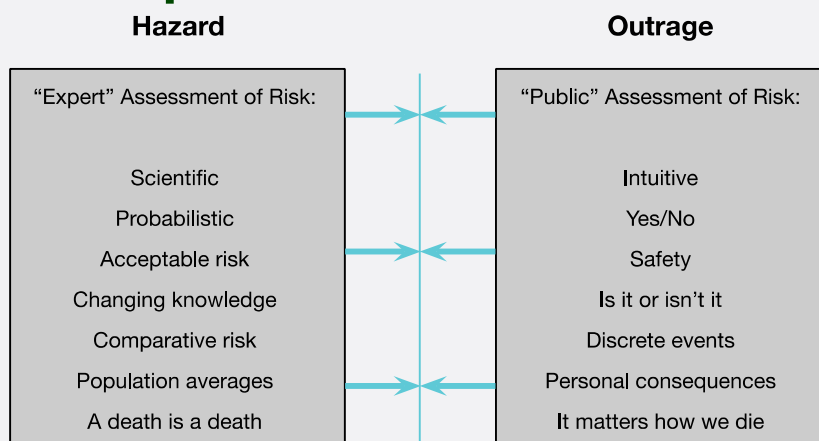 Hazard
Outrage
“Expert” Assessment of Risk:
Scientific
Probabilistic
Acceptable risk
Changing knowledge
Comparative risk
Population averages
A death is a death
“Public” Assessment of Risk:
Intuitive
Yes/No
Safety
Is it or isn’t it
Discrete events
Personal consequences
It matters how we die